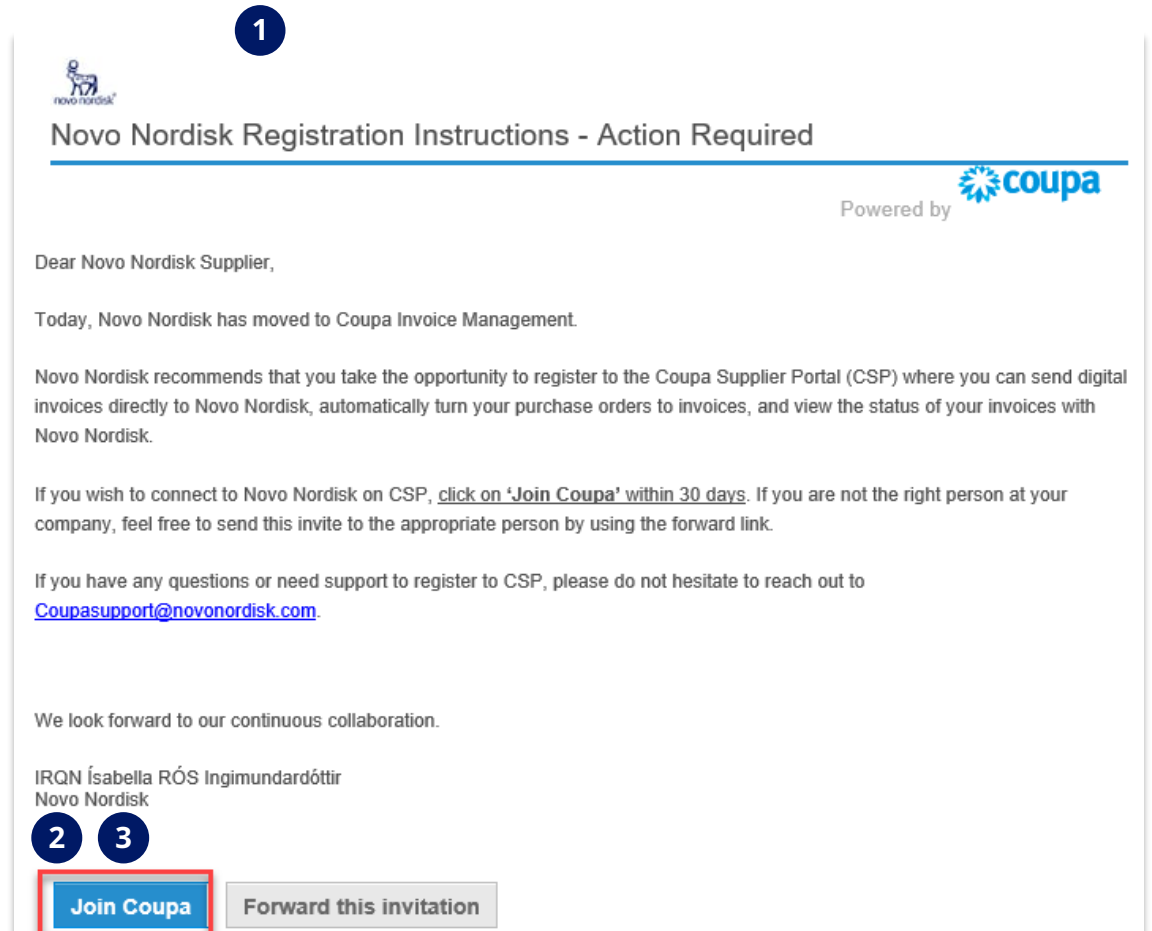 1
novo nordisk®
Novo Nordisk Registration Instructions - Action Required
coupa
Powered by
Dear Novo Nordisk Supplier,
Today, Novo Nordisk has moved to Coupa Invoice Management.
Novo Nordisk recommends that you take the opportunity to register to the Coupa Supplier Portal (CSP) where you can send digital
invoices directly to Novo Nordisk, automatically turn your purchase orders to invoices, and view the status of your invoices with
Novo Nordisk.
If you wish to connect to Novo Nordisk on CSP, click on ‘Join Coupa’ within 30 days. If you are not the right person at your
company, feel free to send this invite to the appropriate person by using the forward link.
If you have any questions or need support to register to CSP, please do not hesitate to reach out to
Coupasupport@novonordisk.com.
We look forward to our continuous collaboration.
IRQN Ísabella RÓS Ingimundardóttir
Novo Nordisk
2 3
Join Coupa Forward this invitation